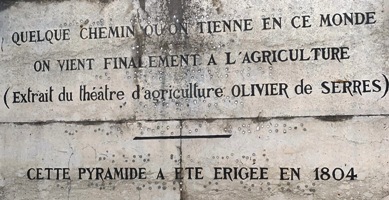 QUELQUE CHEMIN QU'ON TIENNE EN CE MONDE
ON VIENT FINALEMENT A L'AGRICULTURE
(Extrait du théâtre d'agriculture OLIVIER de SERRES)
CETTE PYRAMIDE A ETE ERIGEE EN 1804